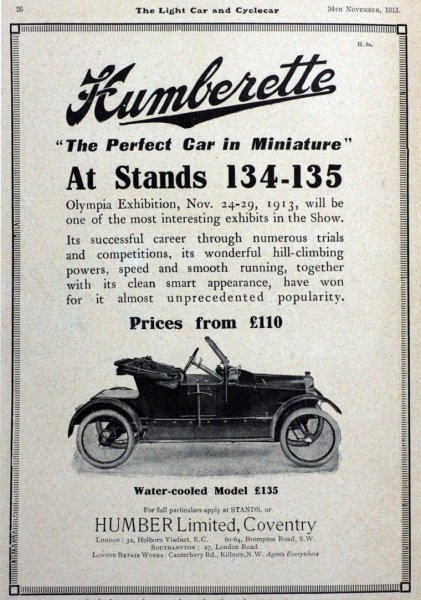 26
The Light Car and Cyclecar
24TH NOVEMBER, 1913.
H. 8a.
Humberette
"The Perfect Car in Miniature"
At Stands 134-135
Olympia Exhibition, Nov. 24-29, 1913, will be
one of the most interesting exhibits in the Show.
Its successful career through numerous trials
and competitions, its wonderful hill-climbing
powers, speed and smooth running, together
with its clean smart appearance, have won
for it almost unprecedented popularity.
Prices from £110
Water-cooled Model £135
For full particulars apply at STANDS, or
HUMBER Limited, Coventry
LONDON: 32, Holborn Viaduct, E.C. 60-64, Brompton Road, S.W.
SOUTHAMPTON: 27, London Road.
LONDON REPAIR WORKS: Canterbury Rd., Kilburn, N.W. Agents Everywhere